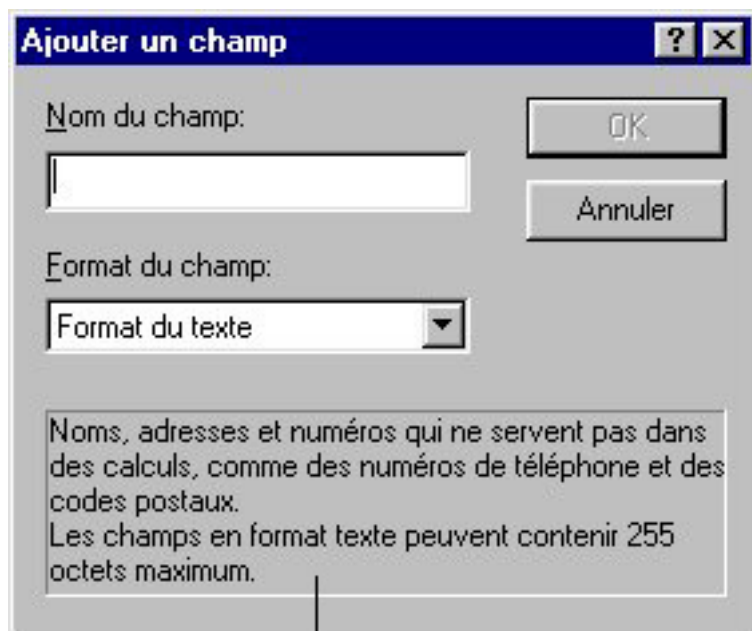 Ajouter un champ
Nom du champ:
OK
Annuler
Format du champ:
Format du texte
Noms, adresses et numéros qui ne servent pas dans
des calculs, comme des numéros de téléphone et des
codes postaux.
Les champs en format texte peuvent contenir 255
octets maximum.